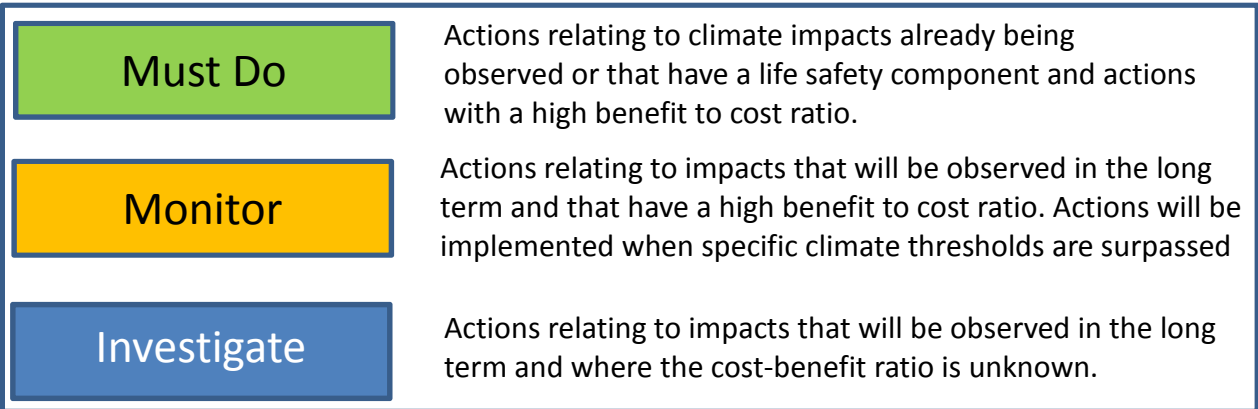 Must Do
Actions relating to climate impacts already being
observed or that have a life safety component and actions
with a high benefit to cost ratio.
Monitor
Actions relating to impacts that will be observed in the long
term and that have a high benefit to cost ratio. Actions will be
implemented when specific climate thresholds are surpassed
Investigate
Actions relating to impacts that will be observed in the long
term and where the cost-benefit ratio is unknown.